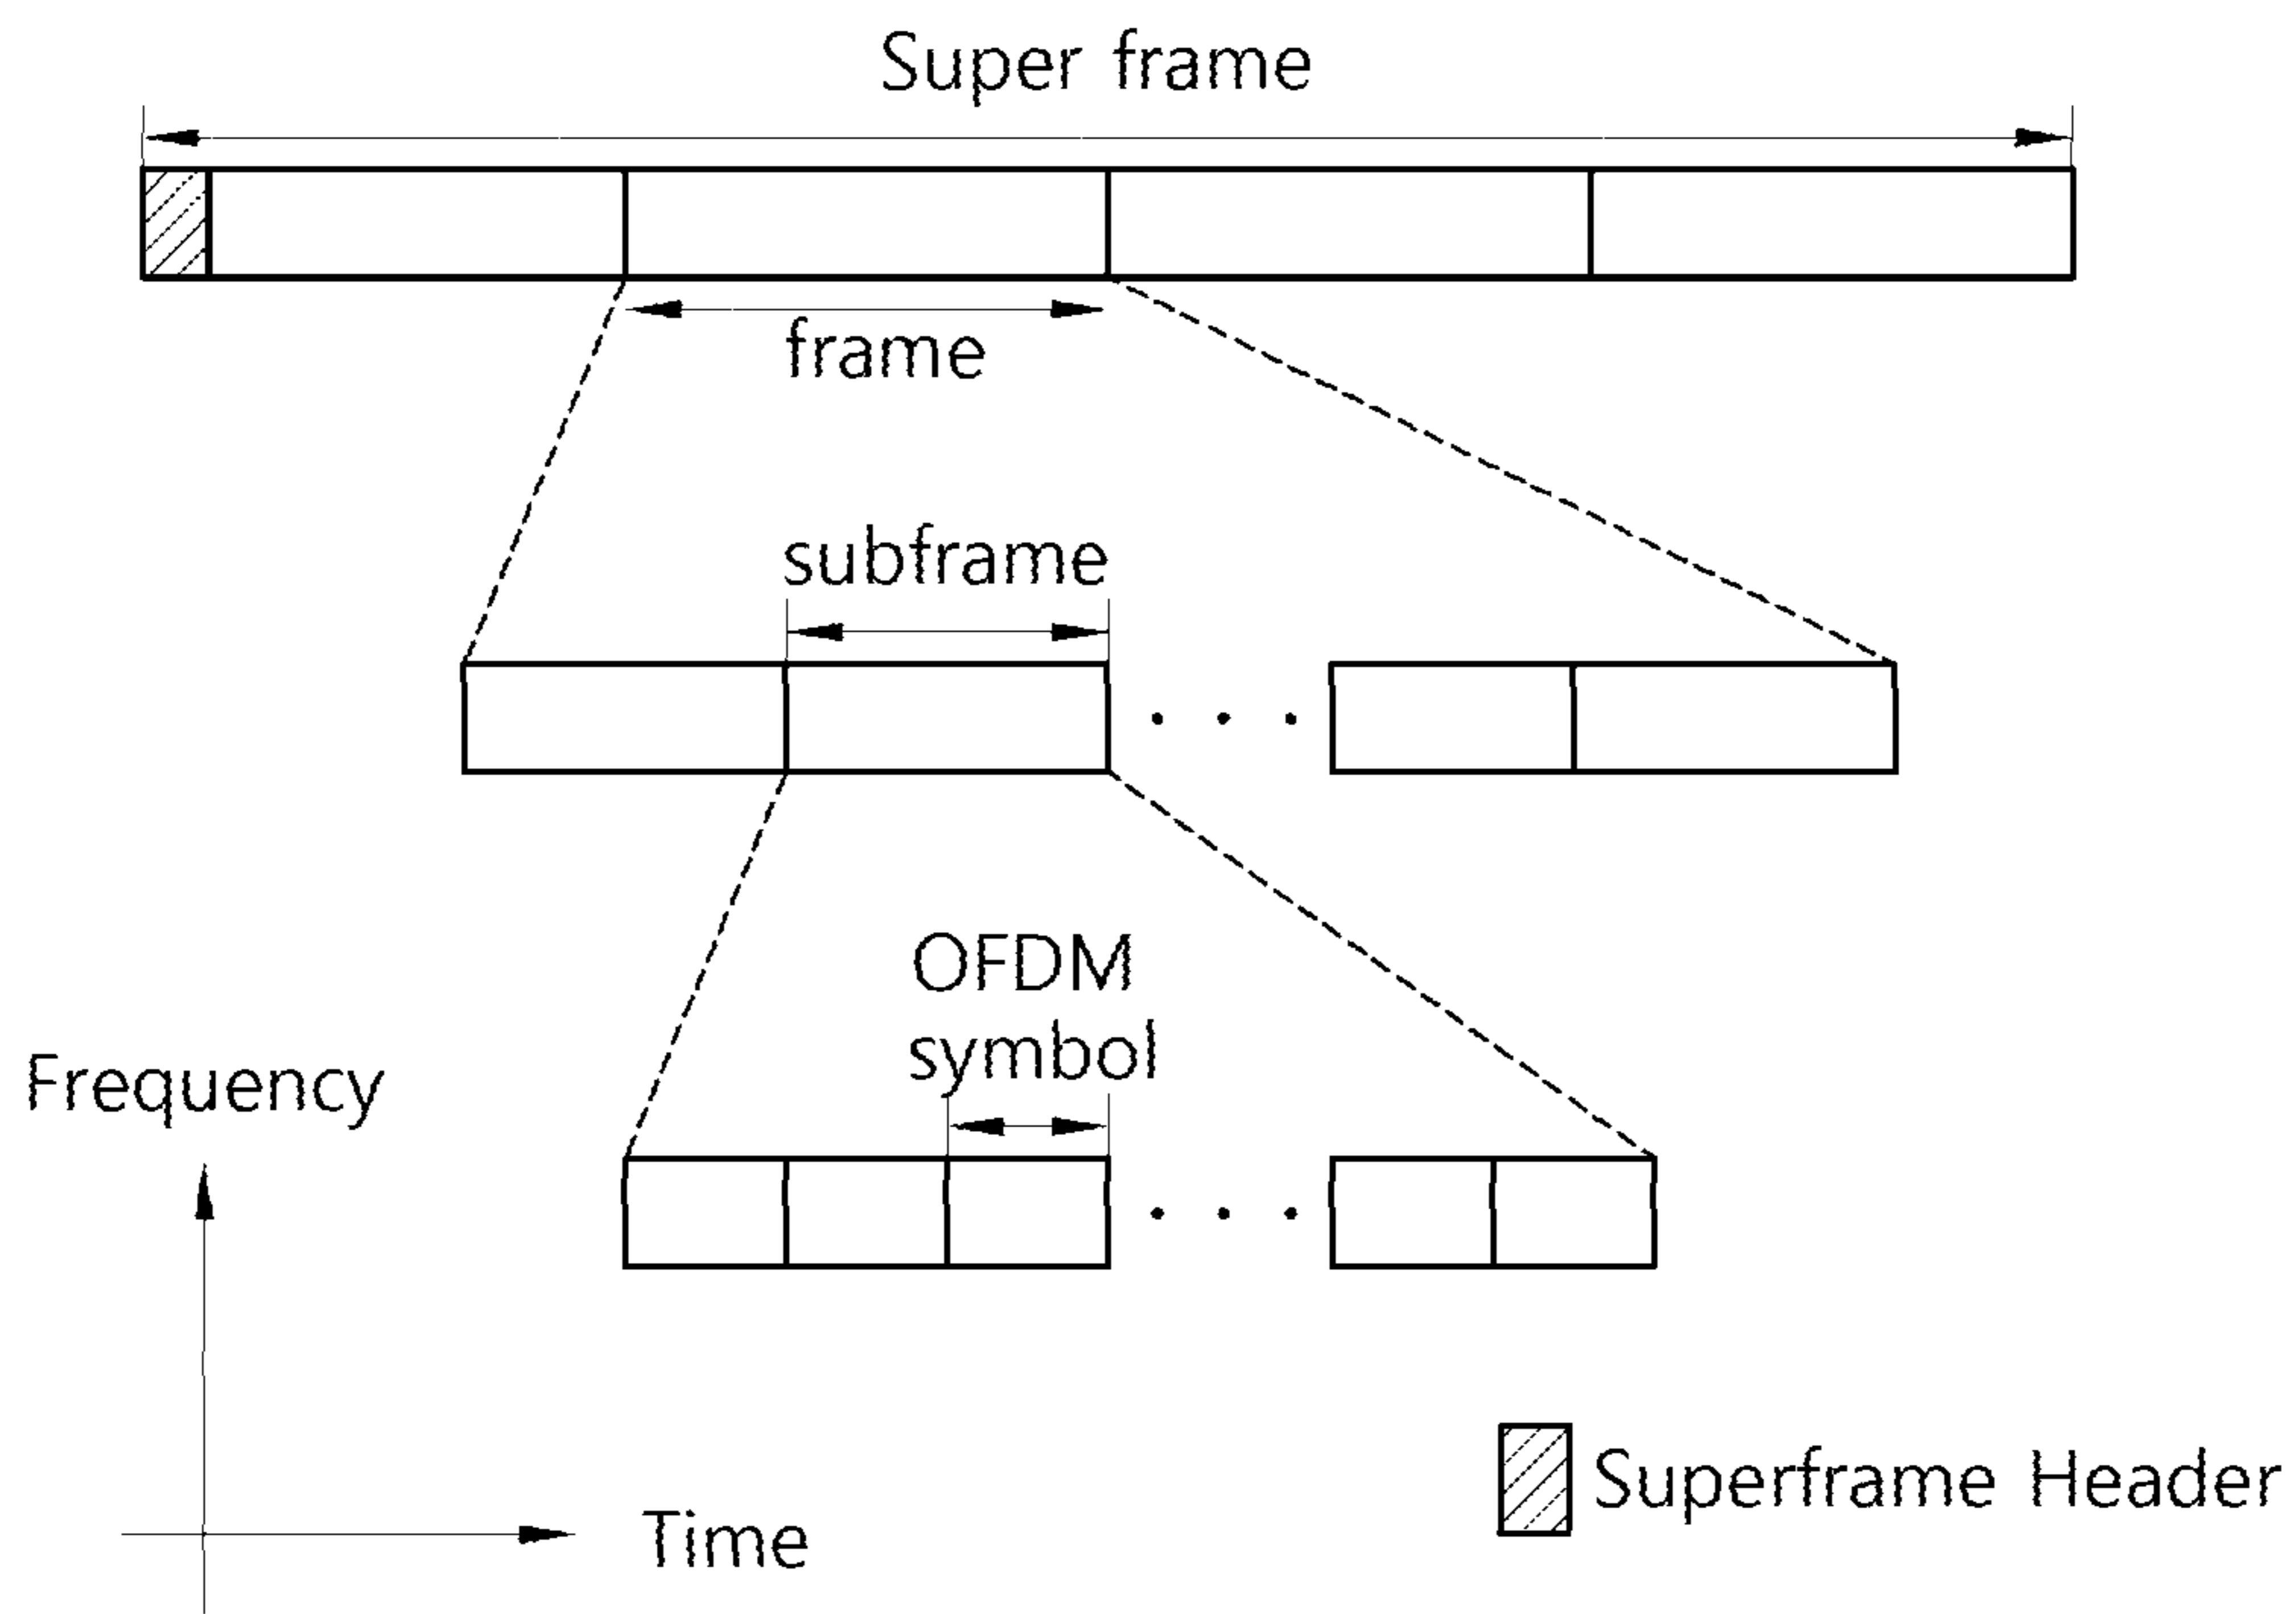 Super frame
frame
subframe
OFDM
symbol
Frequency
Time
Superframe Header